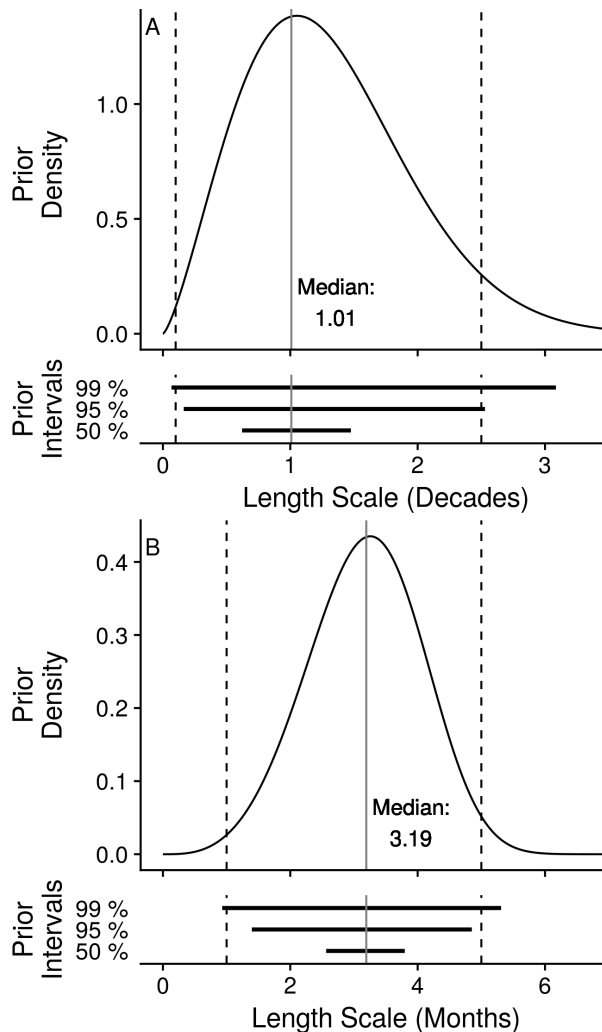 A
Prior
Density
1.0
0.5
0.0
Median:
1.01
Prior
Intervals
99 %
95 %
50 %
0 1 2 3
Length Scale (Decades)
B
Prior
Density
0.4
0.3
0.2
0.1
0.0
Median:
3.19
Prior
Intervals
99 %
95 %
50 %
0 2 4 6
Length Scale (Months)